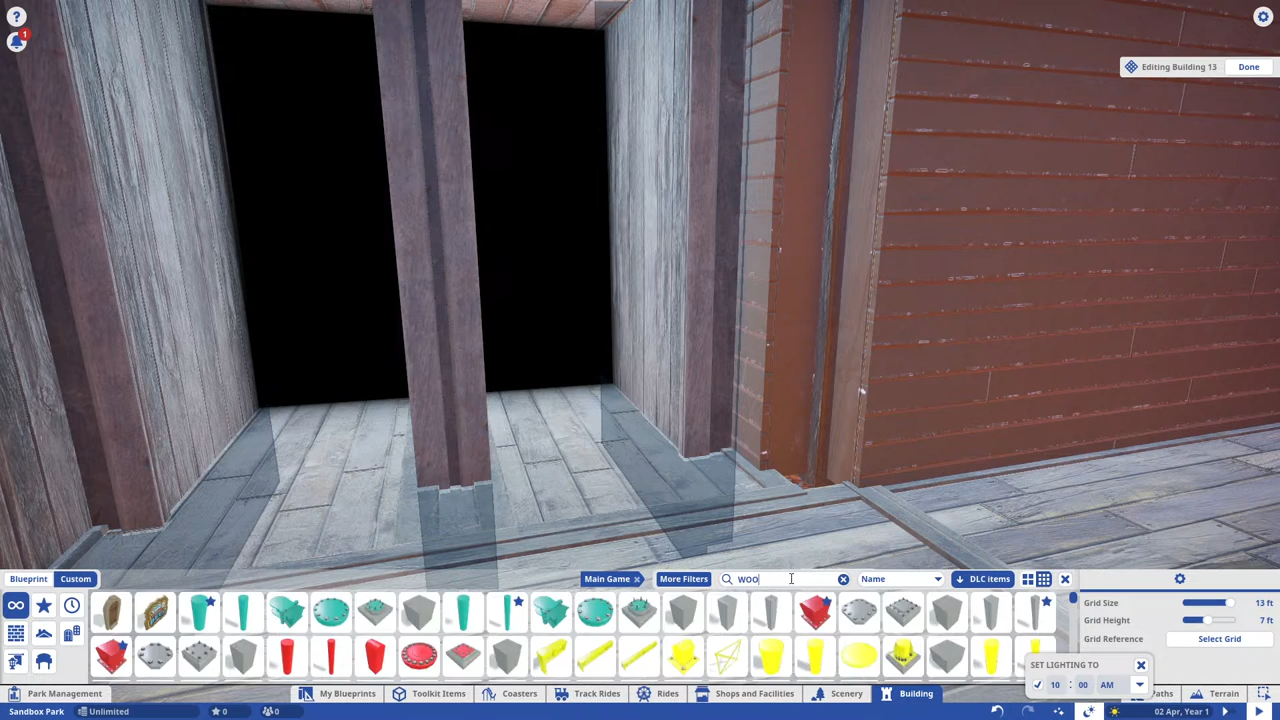 1
Editing Building 13
Done
Blueprint
Custom
Main Game
More Filters
WOO
Name
DLC items
Grid Size
13 ft
Grid Height
7 ft
Grid Reference
Select Grid
SET LIGHTING TO
10 : 00 AM
Park Management
My Blueprints
Toolkit Items
Coasters
Track Rides
Rides
Shops and Facilities
Scenery
Building
Paths
Terrain
Sandbox Park
Unlimited
0
0
02 Apr, Year 1